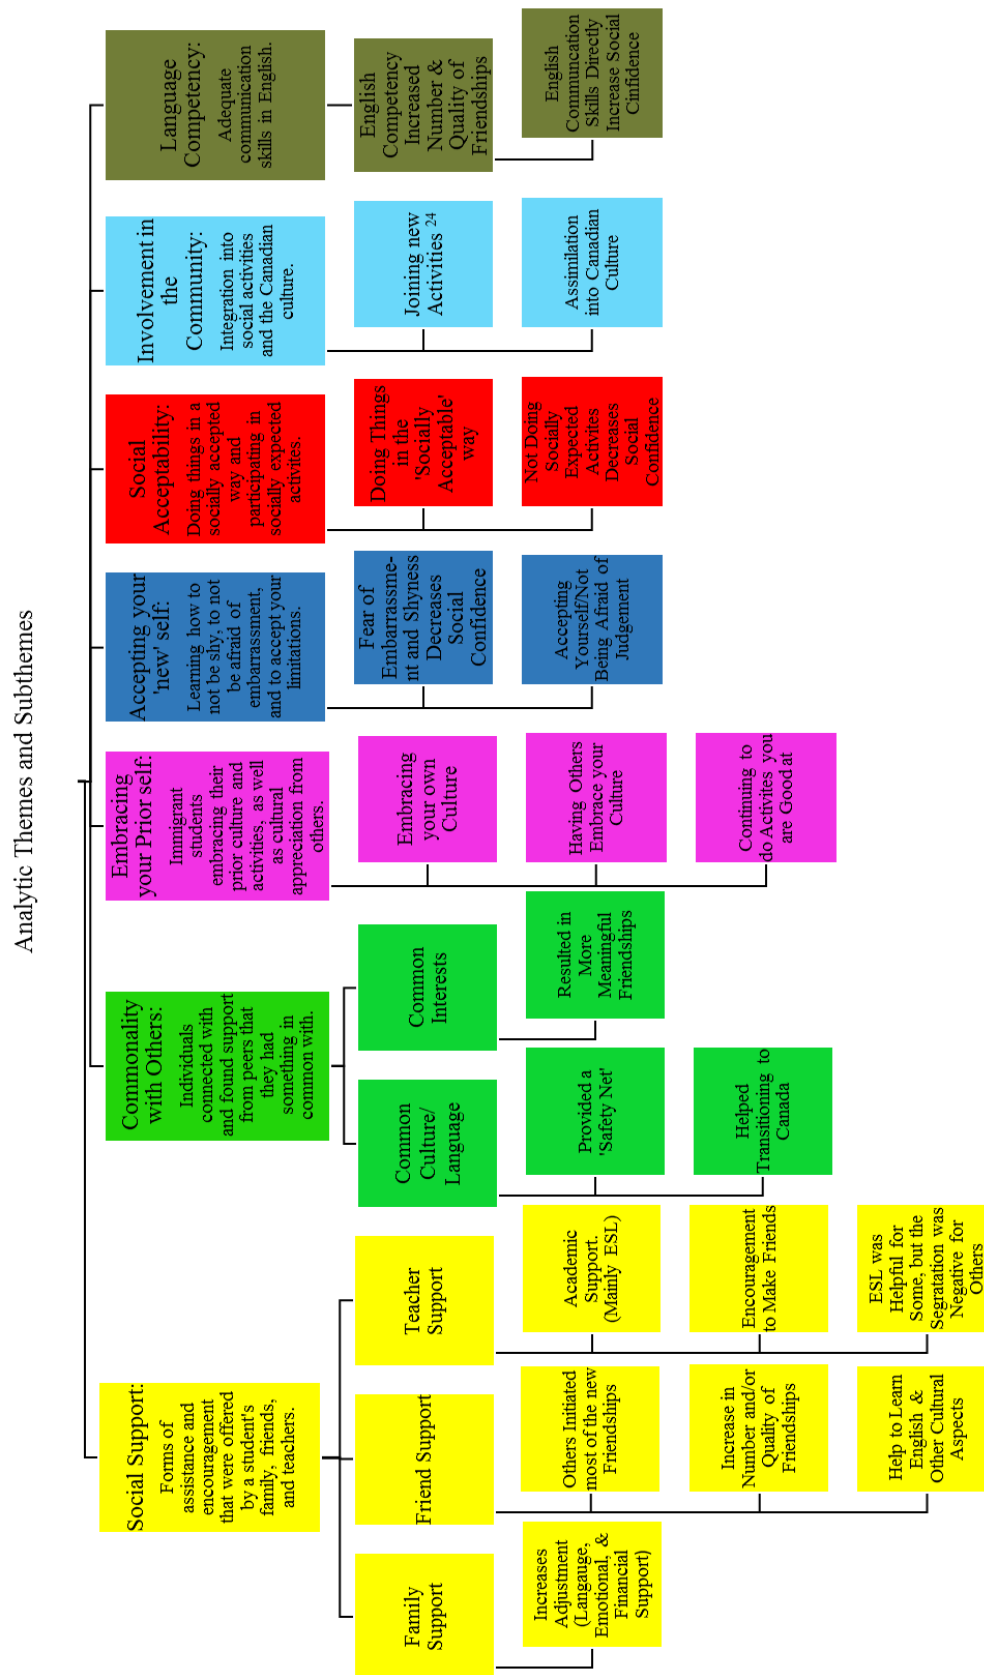 Analytic Themes and Subthemes
Social Support:
Forms of
assistance and
encouragement
that were offered
by a student's
family, friends,
and teachers.
Family
Support
Increases
Adjustment
(Langauge,
Emotional, &
Financial
Support)
Friend Support
Others Initiated
most of the new
Friendships
Increase in
Number and/or
Quality of
Friendships
Help to Learn
English &
Other Cultural
Aspects
Teacher
Support
Academic
Support.
(Mainly ESL)
Encouragement
to Make Friends
ESL was
Helpful for
Some, but the
Segratation was
Negative for
Others
Commonality
with Others:
Individuals
connected with
and found support
from peers that
they had
something in
common with.
Common
Culture/
Language
Provided a
'Safety Net'
Helped
Transitioning to
Canada
Common
Interests
Resulted in
More
Meaningful
Friendships
Embracing
your Prior self:
Immigrant
students
embracing their
prior culture and
activities, as well
as cultural
appreciation from
others.
Embracing
your own
Culture
Having Others
Embrace your
Culture
Continuing to
do Activites you
are Good at
Accepting your
'new' self:
Learning how to
not be shy, to not
be afraid of
embarrassment,
and to accept your
limitations.
Fear of
Embarrassme-
nt and Shyness
Decreases
Social
Confidence
Accepting
Yourself/Not
Being Afraid of
Judgement
Social
Acceptability:
Doing things in a
socially accepted
way and
participating in
socially expected
activites.
Doing Things
in the
'Socially
Acceptable'
way
Not Doing
Socially
Expected
Activites
Decreases
Social
Confidence
Involvement in
the
Community:
Integration into
social activities
and the Canadian
culture.
Joining new
Activities 24
Assimilation
into Canadian
Culture
Language
Competency:
Adequate
communication
skills in English.
English
Competency
Increased
Number &
Quality of
Friendships
English
Communcation
Skills Directly
Increase Social
Cinfidence